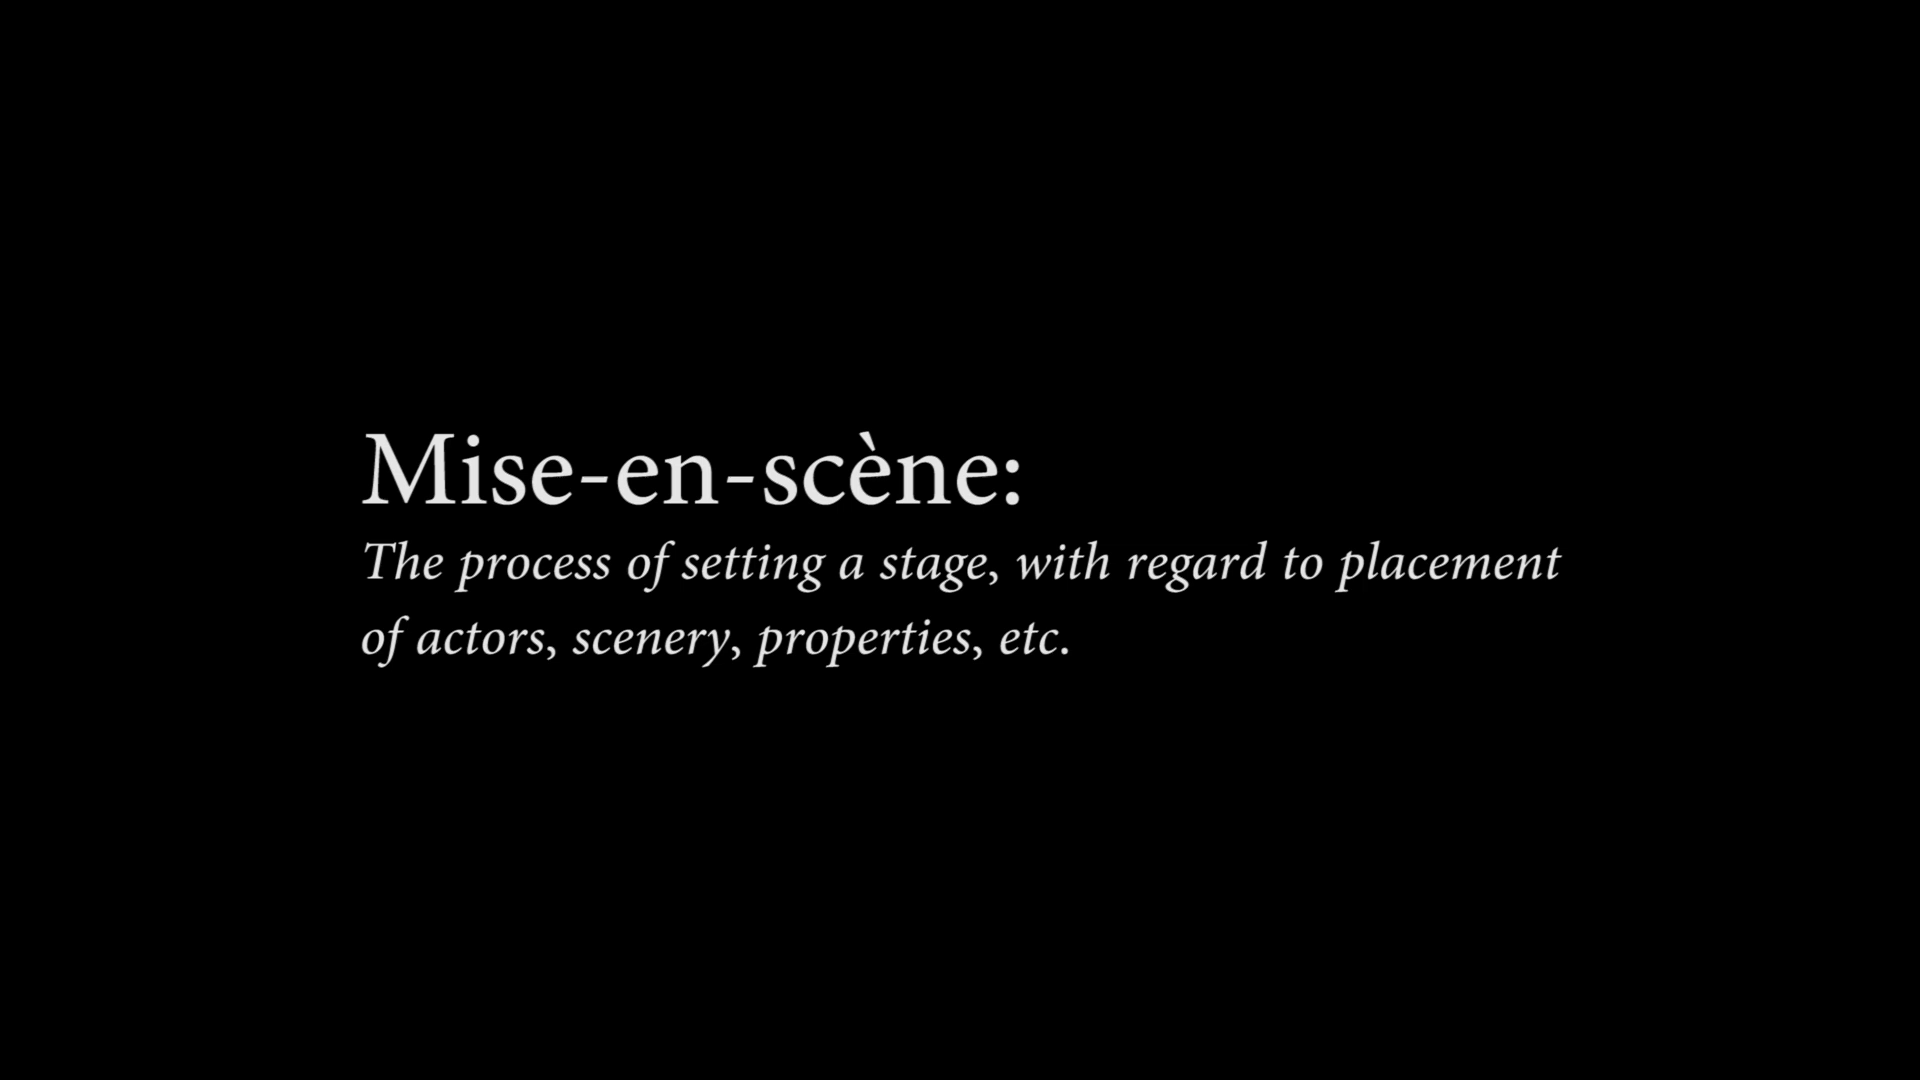 Mise-en-scène:
The process of setting a stage, with regard to placement
of actors, scenery, properties, etc.